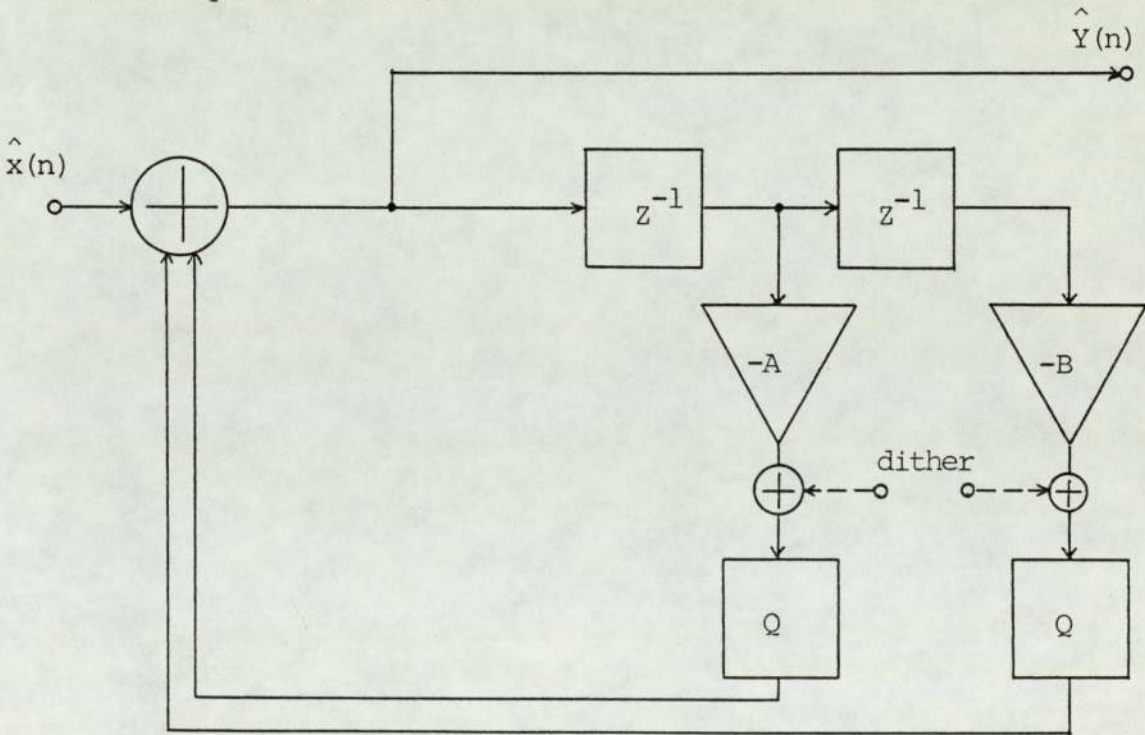 Ŷ(n)
x̂(n)
z⁻¹
z⁻¹
-A
-B
dither
Q
Q